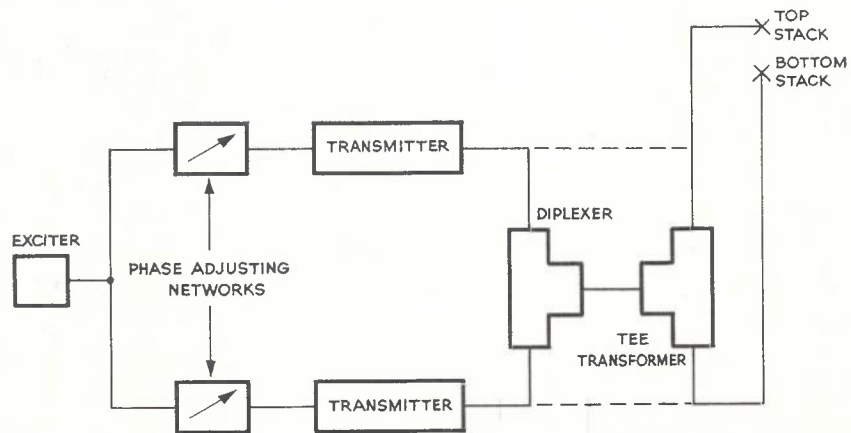 TOP
STACK
BOTTOM
STACK
TRANSMITTER
DIPLEXER
EXCITER
PHASE ADJUSTING
NETWORKS
TEE
TRANSFORMER
TRANSMITTER